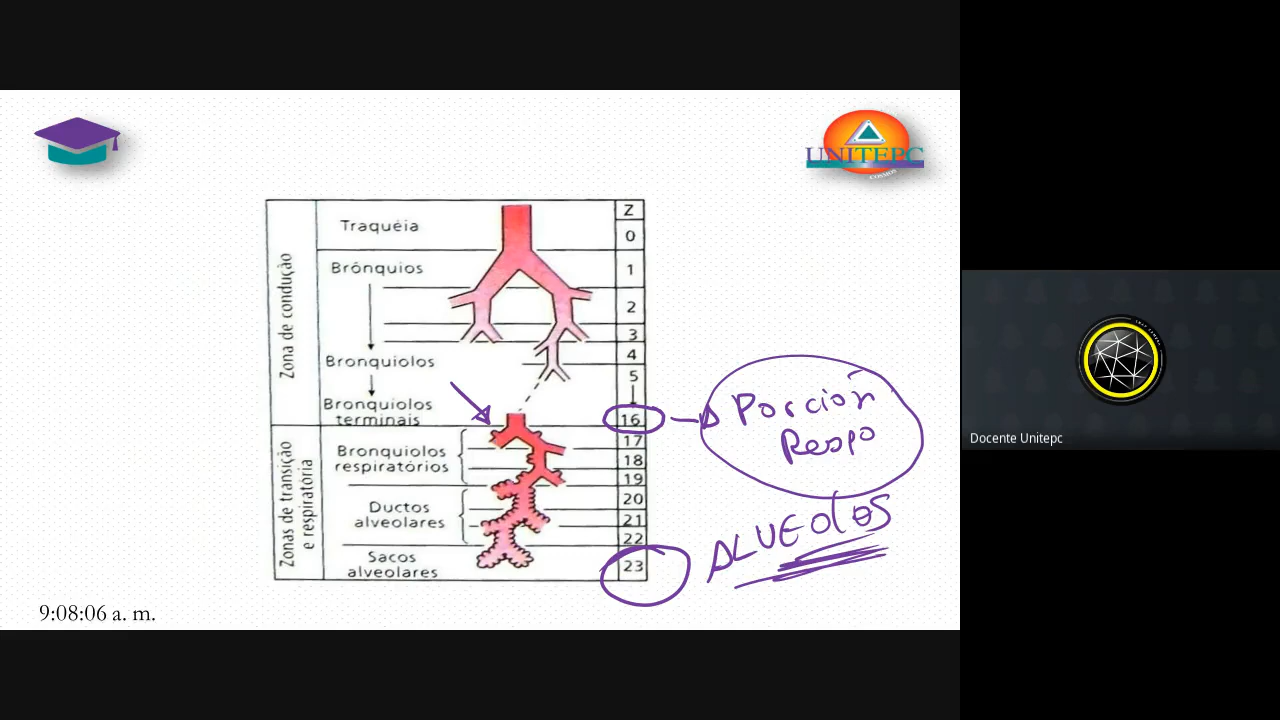 UNITEPC
COSMOS
Zona de condução
Zonas de transição
e respiratória
Traquéia
Brônquios
Bronquiolos
Bronquiolos
terminais
Bronquiolos
respiratórios
Ductos
alveolares
Sacos
alveolares
Z
0
1
2
3
4
5
16
17
18
19
20
21
22
23
Porción
Resp
ALVEOLOS
9:08:06 a. m.
Docente Unitepc